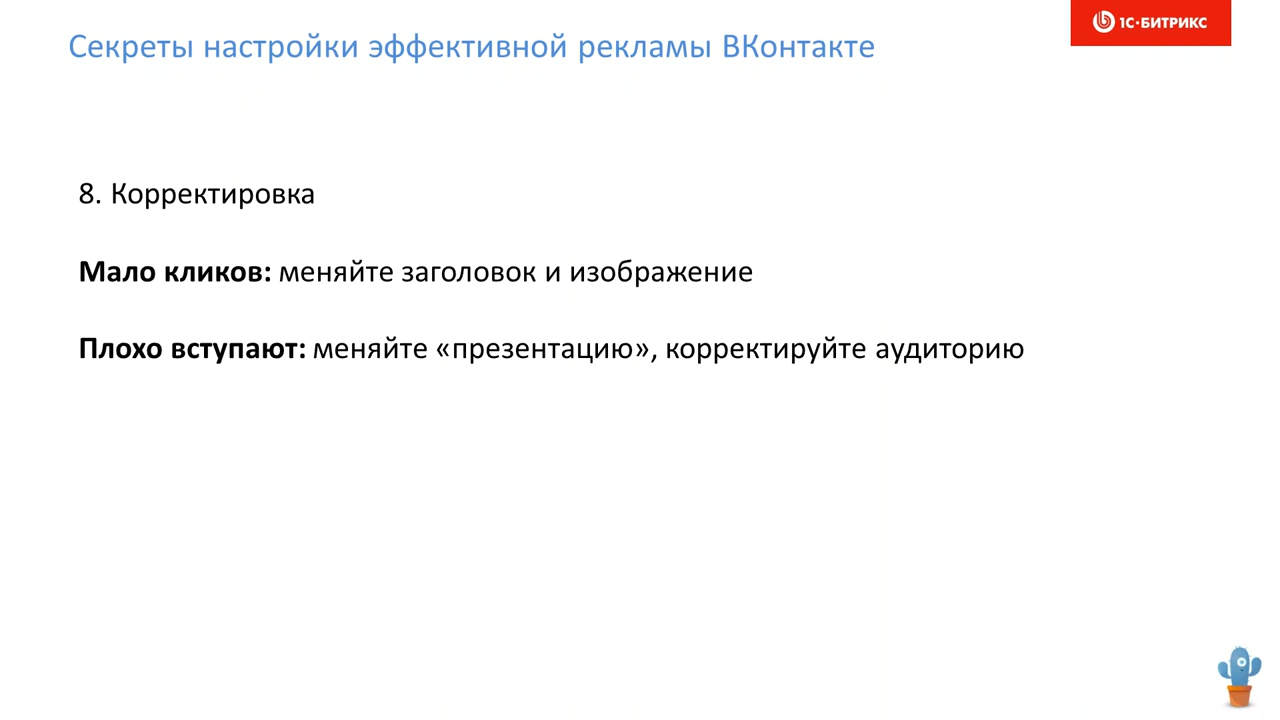 Секреты настройки эффективной рекламы ВКонтакте
1С·БИТРИКС
8. Корректировка
Мало кликов: меняйте заголовок и изображение
Плохо вступают: меняйте «презентацию», корректируйте аудиторию